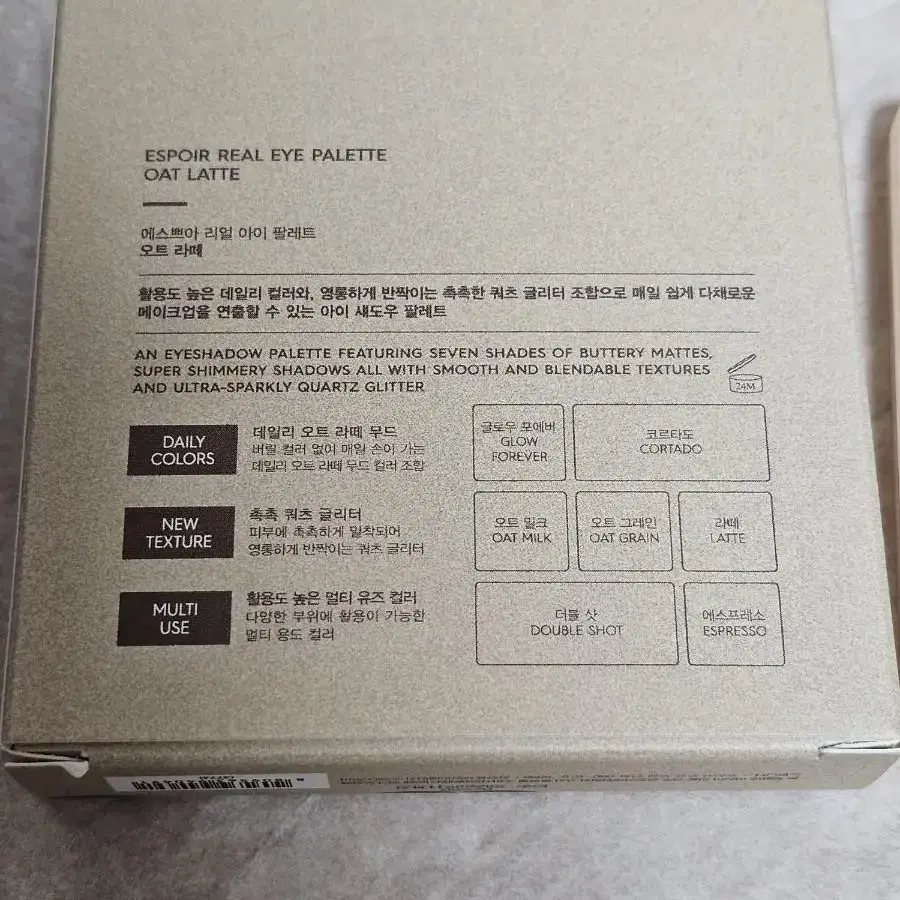 ESPOIR REAL EYE PALETTE
OAT LATTE
에스쁘아 리얼 아이 팔레트
오트 라떼
활용도 높은 데일리 컬러와, 영롱하게 반짝이는 촉촉한 쿼츠 글리터 조합으로 매일 쉽게 다채로운
메이크업을 연출할 수 있는 아이 섀도우 팔레트
AN EYESHADOW PALETTE FEATURING SEVEN SHADES OF BUTTERY MATTES,
SUPER SHIMMERY SHADOWS ALL WITH SMOOTH AND BLENDABLE TEXTURES
AND ULTRA-SPARKLY QUARTZ GLITTER
24M
DAILY
COLORS
데일리 오트 라떼 무드
버릴 컬러 없이 매일 손이 가는
데일리 오트 라떼 무드 컬러 조합
NEW
TEXTURE
촉촉 쿼츠 글리터
피부에 촉촉하게 밀착되어
영롱하게 반짝이는 쿼츠 글리터
MULTI
USE
활용도 높은 멀티 유즈 컬러
다양한 부위에 활용이 가능한
멀티 용도 컬러
글로우 포에버
GLOW
FOREVER
코르타도
CORTADO
오트 밀크
OAT MILK
오트 그레인
OAT GRAIN
라떼
LATTE
더블 샷
DOUBLE SHOT
에스프레소
ESPRESSO